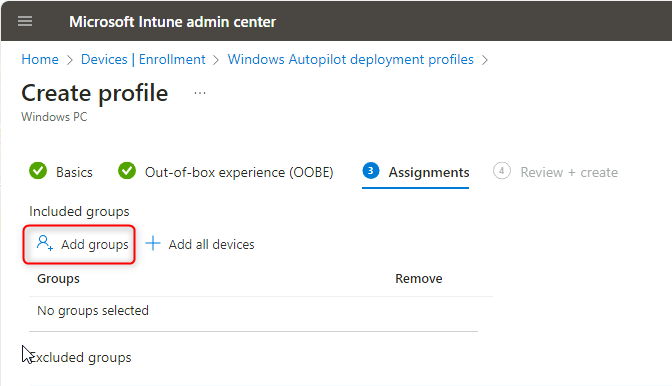 Microsoft Intune admin center
Home > Devices | Enrollment > Windows Autopilot deployment profiles >
Create profile ...
Windows PC
Basics Out-of-box experience (OOBE) 3 Assignments 4 Review + create
Included groups
Add groups + Add all devices
Groups Remove
No groups selected
Excluded groups